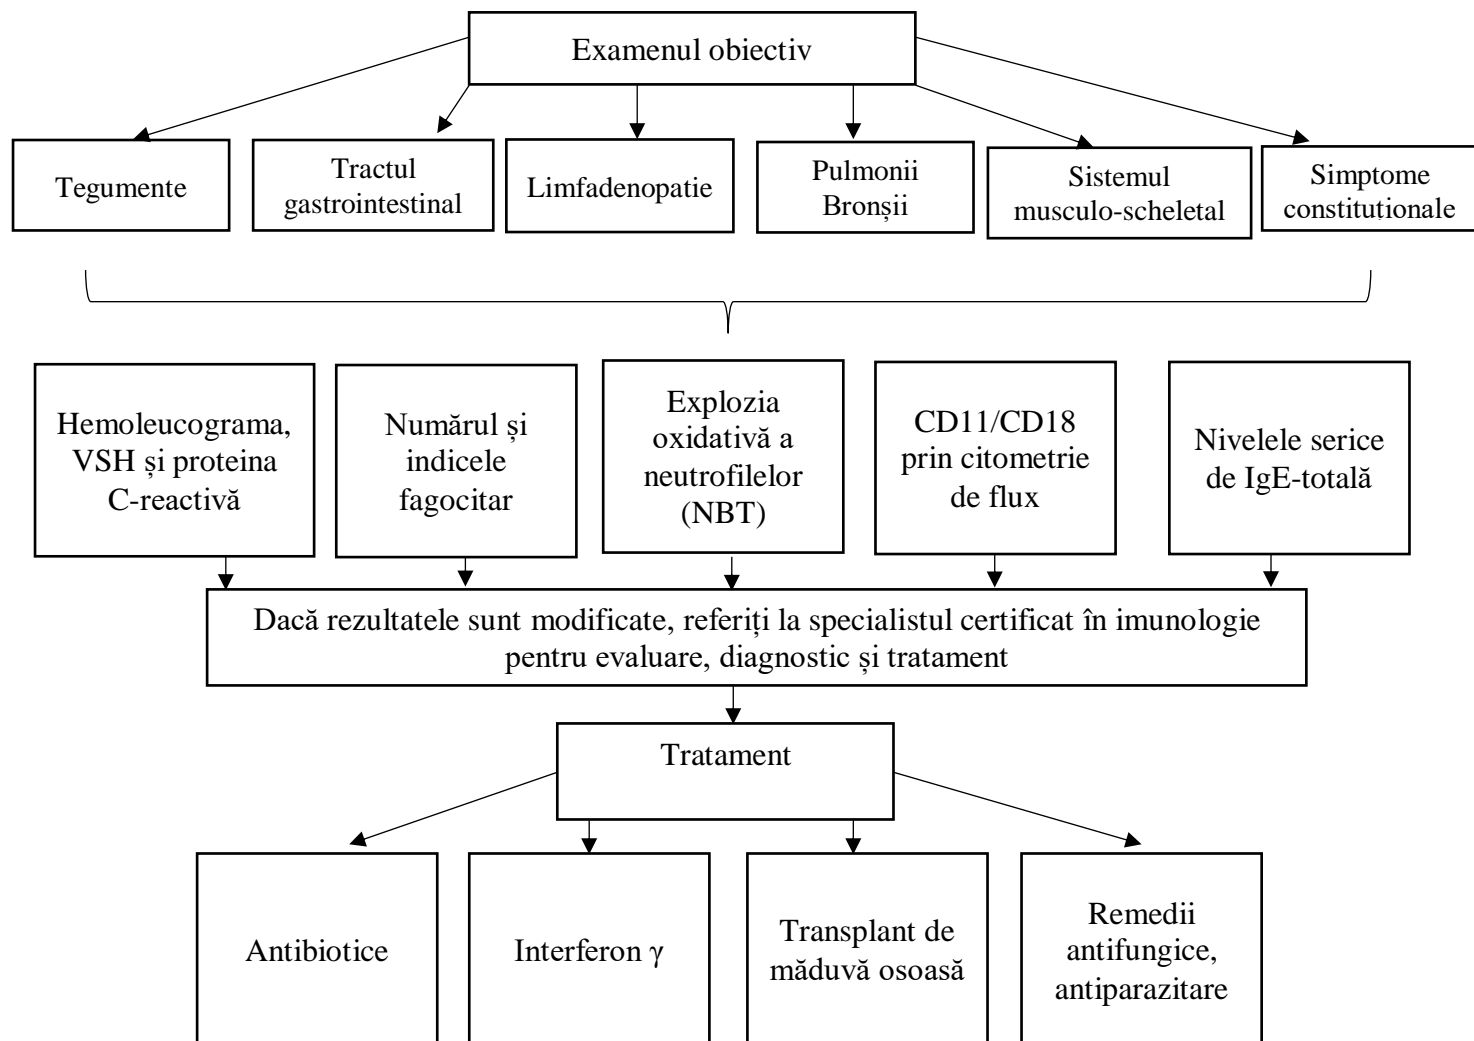 Examenul obiectiv
Tegumente
Tractul
gastrointestinal
Limfadenopatie
Pulmonii
Bronșii
Sistemul
musculo-scheletal
Simptome
constituționale
Hemoleucograma,
VSH și proteina
C-reactivă
Numărul și
indicele
fagocitar
Explozia
oxidativă a
neutrofilelor
(NBT)
CD11/CD18
prin citometrie
de flux
Nivelele serice
de IgE-totală
Dacă rezultatele sunt modificate, referiți la specialistul certificat în imunologie
pentru evaluare, diagnostic și tratament
Tratament
Antibiotice
Interferon γ
Transplant de
măduvă osoasă
Remedii
antifungice,
antiparazitare